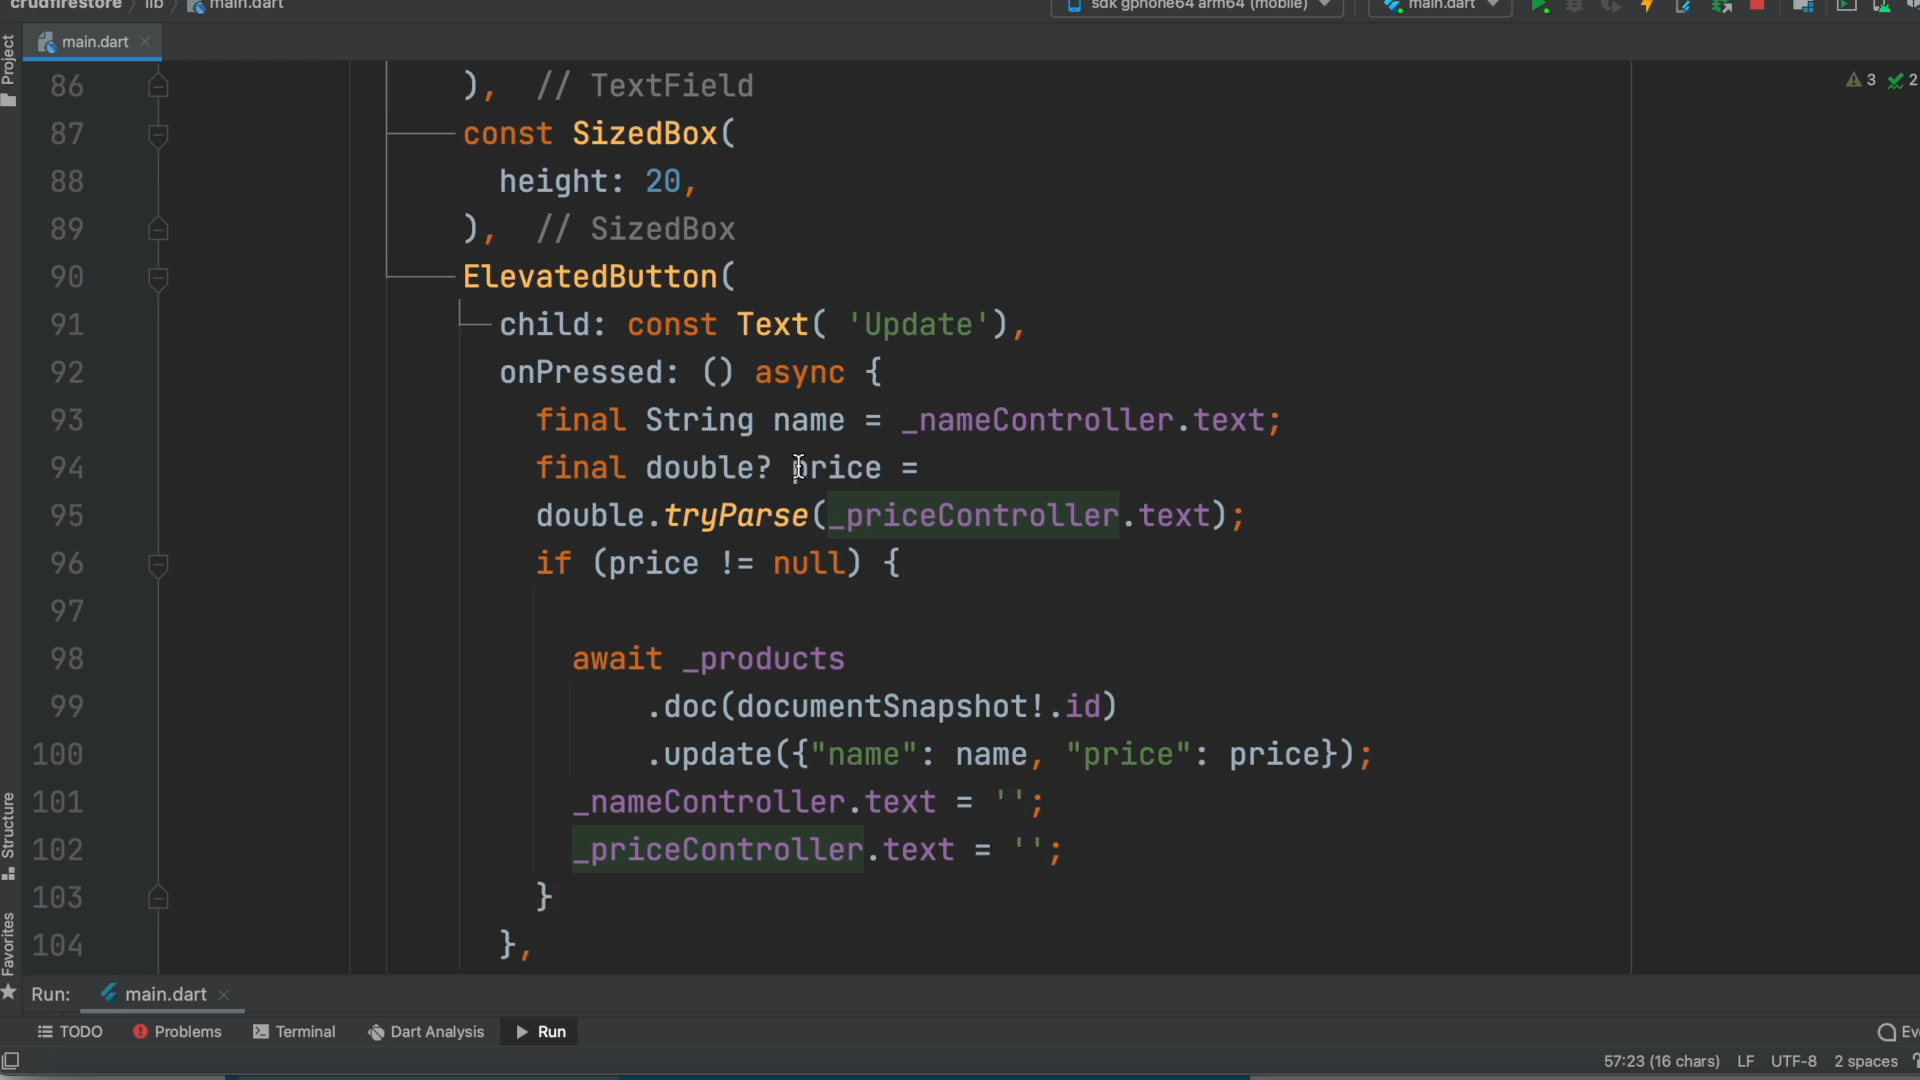 crudfirestore lib main.dart sdk gphone64 arm64 (mobile) main.dart
main.dart
Project
3 2
86 ), // TextField
87 const SizedBox(
88 height: 20,
89 ), // SizedBox
90 ElevatedButton(
91 child: const Text( 'Update'),
92 onPressed: () async {
93 final String name = _nameController.text;
94 final double? price =
95 double.tryParse(_priceController.text);
96 if (price != null) {
97
98 await _products
99 .doc(documentSnapshot!.id)
100 .update({"name": name, "price": price});
101 _nameController.text = '';
102 _priceController.text = '';
103 }
104 },
Structure
Favorites
Run: main.dart
TODO Problems Terminal Dart Analysis Run
57:23 (16 chars) LF UTF-8 2 spaces